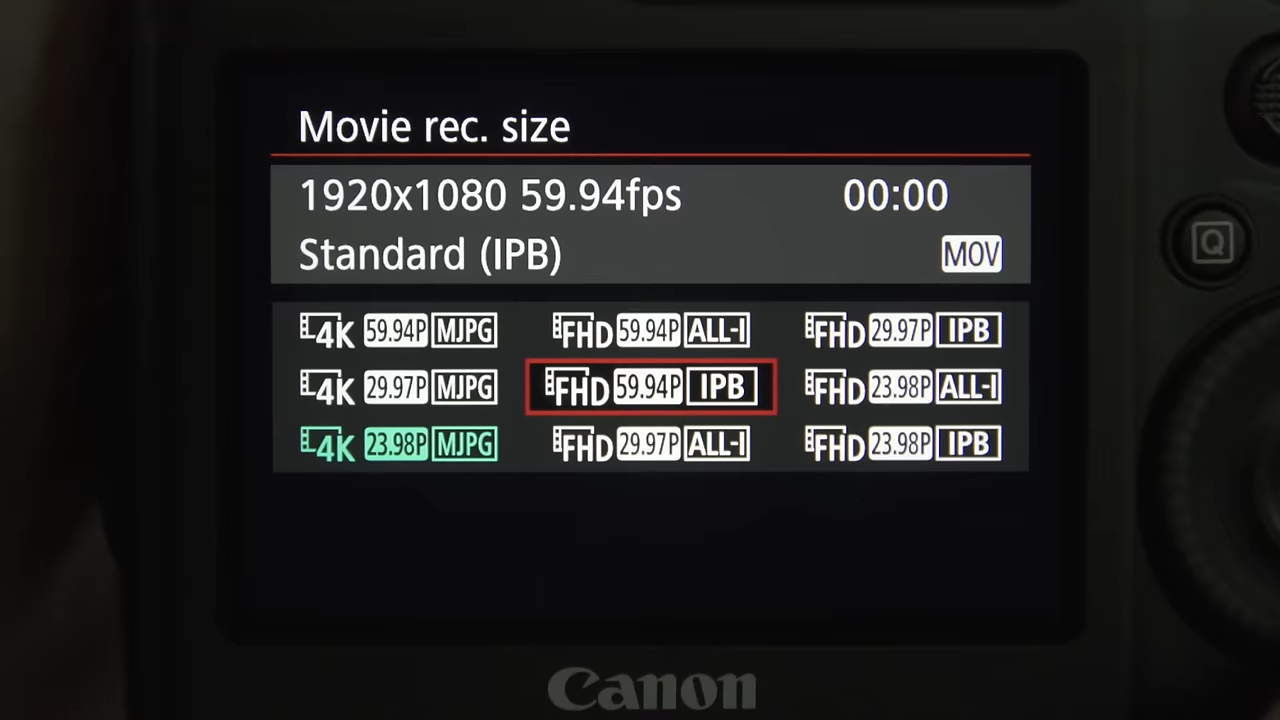 Movie rec. size
1920x1080 59.94fps 00:00
Standard (IPB) MOV
4K 59.94P MJPG FHD 59.94P ALL-I FHD 29.97P IPB
4K 29.97P MJPG FHD 59.94P IPB FHD 23.98P ALL-I
4K 23.98P MJPG FHD 29.97P ALL-I FHD 23.98P IPB
Q
Canon